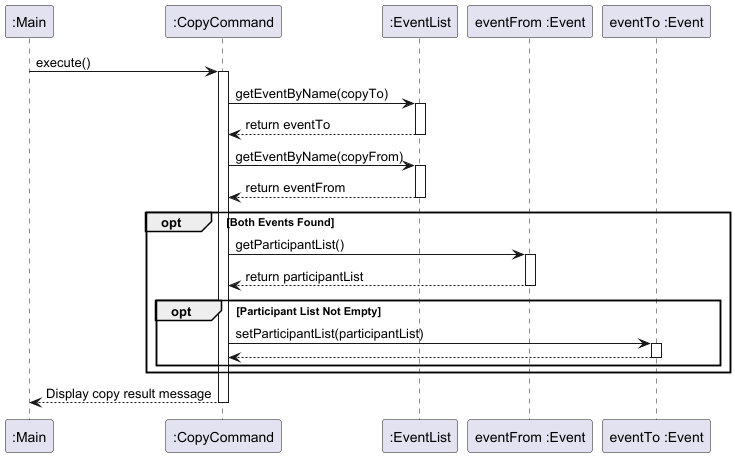 :Main
:CopyCommand
:EventList
eventFrom :Event
eventTo :Event
execute()
getEventByName(copyTo)
return eventTo
getEventByName(copyFrom)
return eventFrom
opt
[Both Events Found]
getParticipantList()
return participantList
opt
[Participant List Not Empty]
setParticipantList(participantList)
Display copy result message
:Main
:CopyCommand
:EventList
eventFrom :Event
eventTo :Event